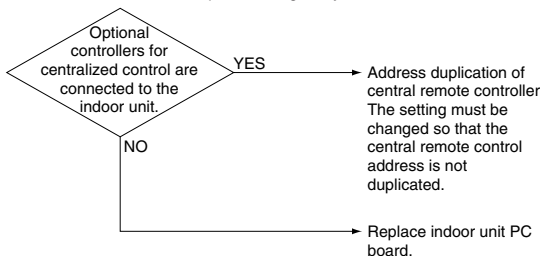 Optional
controllers for
centralized control are
connected to the
indoor unit.
YES
Address duplication of
central remote controller
The setting must be
changed so that the
central remote control
address is not
duplicated.
NO
Replace indoor unit PC
board.